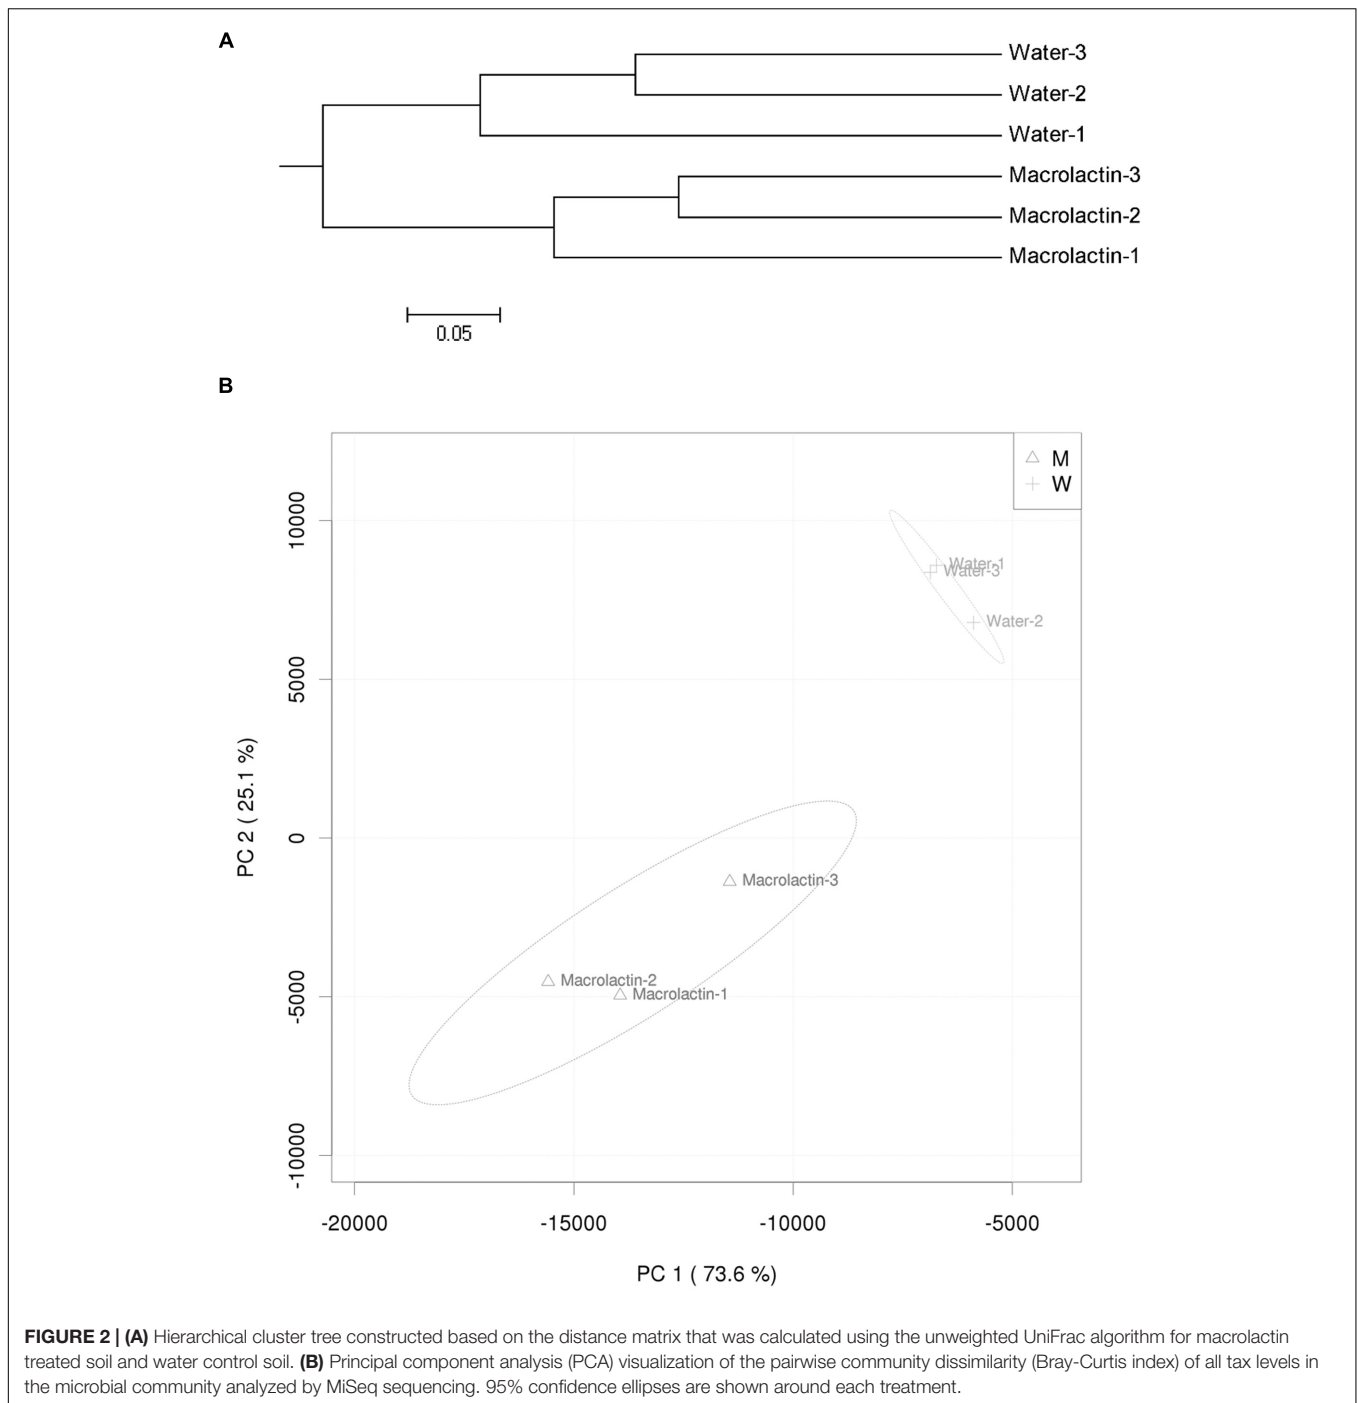 A
Water-3
Water-2
Water-1
Macrolactin-3
Macrolactin-2
Macrolactin-1
0.05
B
M
W
10000
5000
0
-5000
-10000
PC 2 ( 25.1 %)
Water-1
Water-3
Water-2
Macrolactin-3
Macrolactin-2
Macrolactin-1
-20000
-15000
-10000
-5000
PC 1 ( 73.6 %)
FIGURE 2 | (A) Hierarchical cluster tree constructed based on the distance matrix that was calculated using the unweighted UniFrac algorithm for macrolactin
treated soil and water control soil. (B) Principal component analysis (PCA) visualization of the pairwise community dissimilarity (Bray-Curtis index) of all tax levels in
the microbial community analyzed by MiSeq sequencing. 95% confidence ellipses are shown around each treatment.